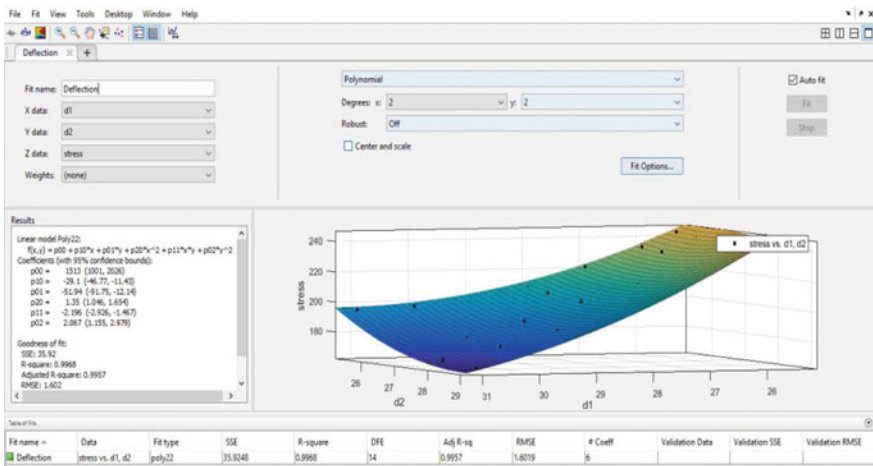 File Fit View Tools Desktop Window Help
Deflection
Fit name: Deflection
X data: d1
Y data: d2
Z data: stress
Weights: (none)
Polynomial
Degrees: x: 2 y: 2
Robust: Off
Center and scale
Fit Options...
Auto fit
Fit
Stop
Results
Linear model Poly22:
f(x,y) = p00 + p10*x + p01*y + p20*x^2 + p11*x*y + p02*y^2
Coefficients (with 95% confidence bounds):
p00 = 1513 (1001, 2026)
p10 = -29.1 (-46.77, -11.43)
p01 = -51.94 (-91.75, -12.14)
p20 = 1.35 (1.046, 1.654)
p11 = -2.196 (-2.926, -1.467)
p02 = 2.067 (1.155, 2.979)
Goodness of fit:
SSE: 35.92
R-square: 0.9968
Adjusted R-square: 0.9957
RMSE: 1.602
stress vs. d1, d2
240
220
200
180
stress
26 27 28 29
d2
31 30 29 28 27 26
d1
Table of Fits
Fit name Data Fit type SSE R-square DFE Adj R-sq RMSE # Coeff Validation Data Validation SSE Validation RMSE
Deflection stress vs. d1, d2 poly22 35.9248 0.9968 14 0.9957 1.6019 6